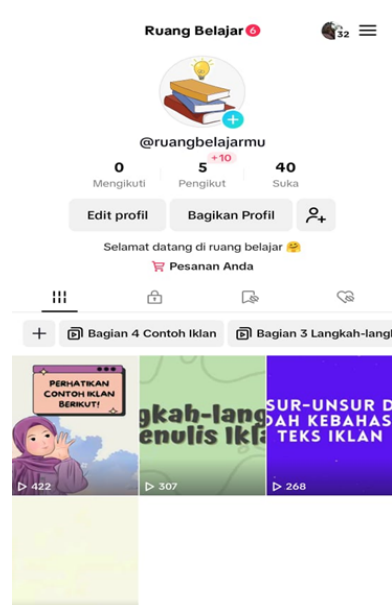 Ruang Belajar 6
32
@ruangbelajarmu
0 5 +10 40
Mengikuti Pengikut Suka
Edit profil Bagikan Profil
Selamat datang di ruang belajar 🤗
Pesanan Anda
Bagian 4 Contoh Iklan Bagian 3 Langkah-langk
PERHATIKAN
CONTOH IKLAN
BERIKUT!
422
gkah-lang
enulis Ikla
307
SUR-UNSUR D
DAH KEBAHAS
TEKS IKLAN
268